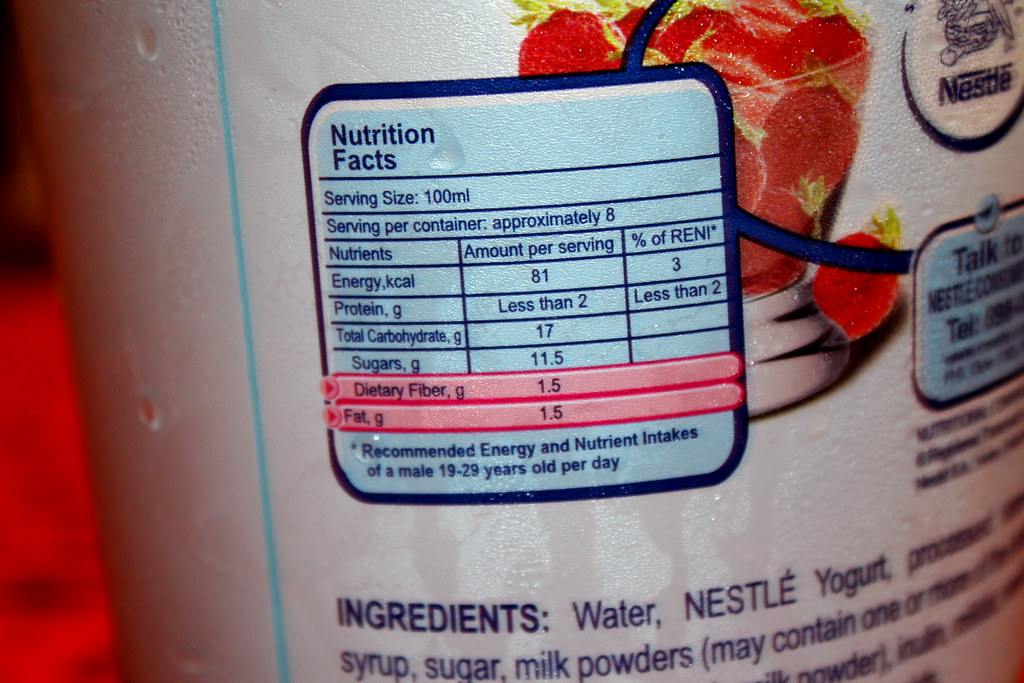 Nestlé
Nutrition
Facts
Serving Size: 100ml
Serving per container: approximately 8
Nutrients Amount per serving % of RENI*
Energy,kcal 81 3
Protein, g Less than 2 Less than 2
Total Carbohydrate, g 17
Sugars, g 11.5
Dietary Fiber, g 1.5
Fat, g 1.5
* Recommended Energy and Nutrient Intakes
of a male 19-29 years old per day
Talk to
Tel:
INGREDIENTS: Water, NESTLÉ Yogurt, processed
syrup, sugar, milk powders (may contain one or more of the
milk powder), inulin,